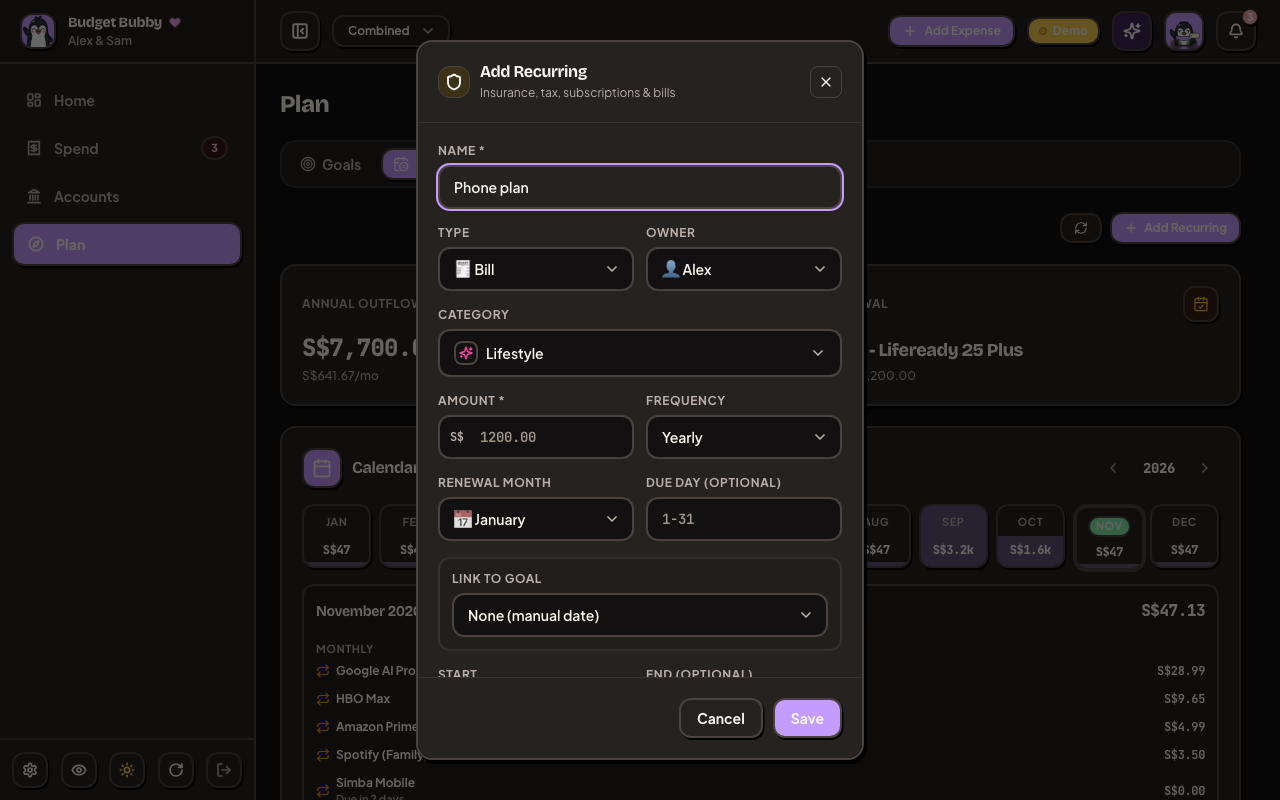 Budget Bubby
Alex & Sam
Combined
Add Expense
Demo
3
Home
Spend
3
Accounts
Plan
Plan
Goals
Add Recurring
ANNUAL OUTFLOW
S$7,700.0
S$641.67/mo
- Lifeready 25 Plus
,200.00
Calendar
2026
JAN
S$47
S$47
SEP
S$3.2k
OCT
S$1.6k
NOV
S$47
DEC
S$47
November 2026
S$47.13
MONTHLY
Google AI Pro
S$28.99
HBO Max
S$9.65
Amazon Prime
S$4.99
Spotify (Family
S$3.50
Simba Mobile
Due in 2 days
S$0.00
Add Recurring
Insurance, tax, subscriptions & bills
NAME *
Phone plan
TYPE
OWNER
Bill
Alex
CATEGORY
Lifestyle
AMOUNT *
FREQUENCY
S$ 1200.00
Yearly
RENEWAL MONTH
DUE DAY (OPTIONAL)
17
January
1-31
LINK TO GOAL
None (manual date)
START
END (OPTIONAL)
Cancel
Save